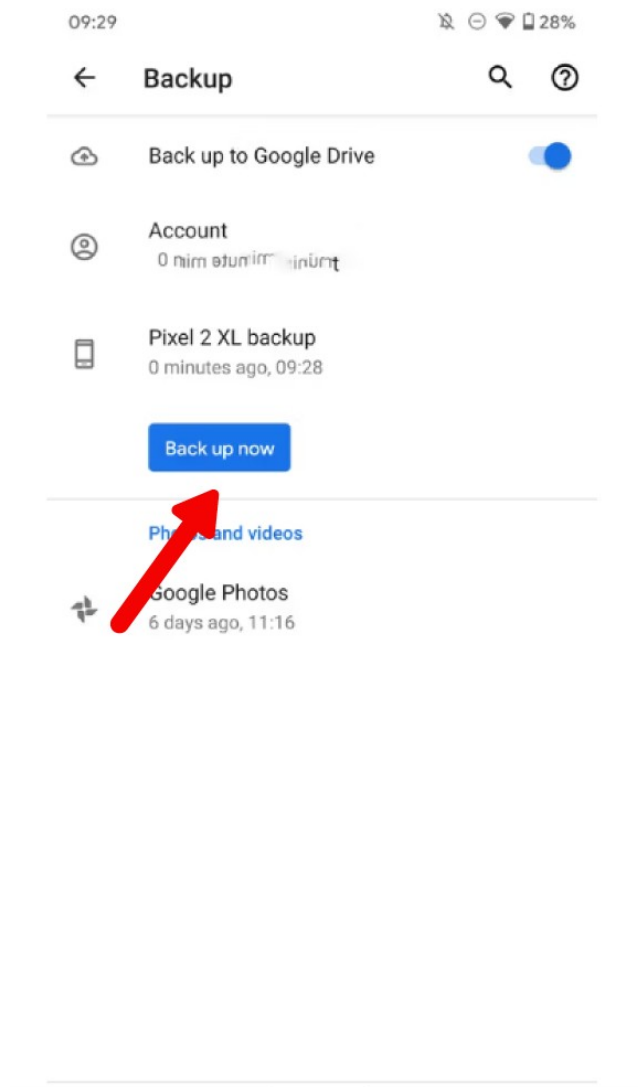 09:29 28%
Backup
Back up to Google Drive
Account
Pixel 2 XL backup
0 minutes ago, 09:28
Back up now
and videos
Google Photos
6 days ago, 11:16